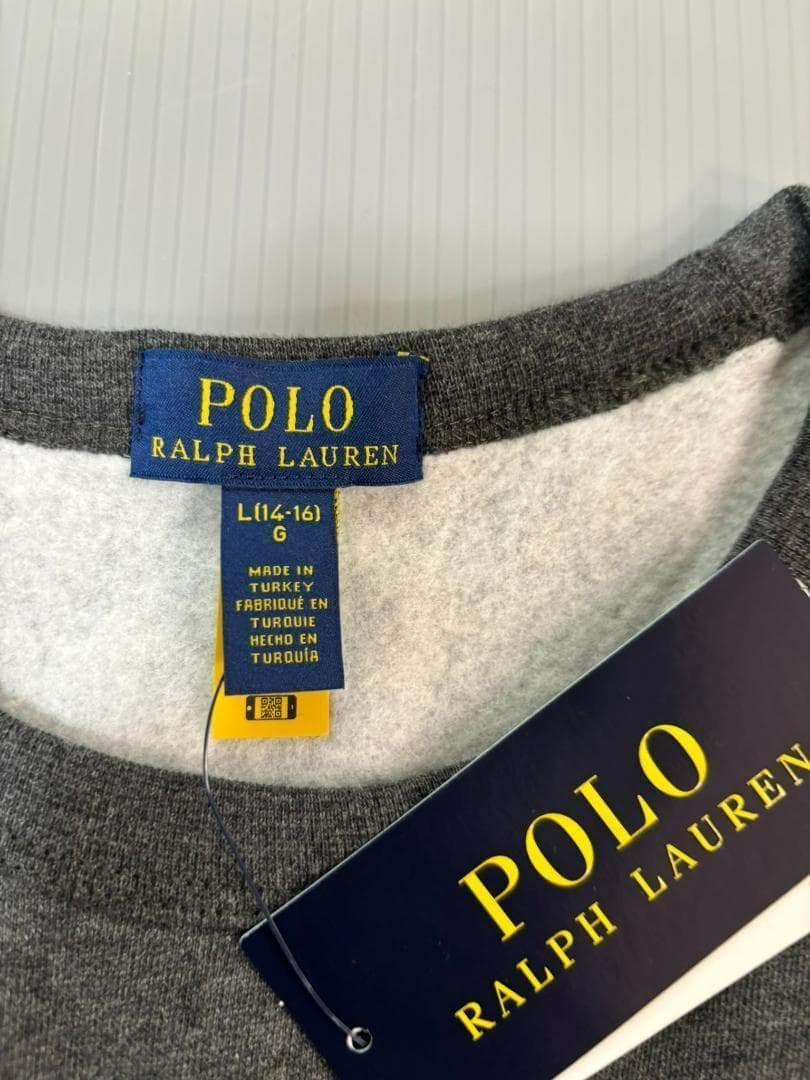 POLO
RALPH LAUREN
L(14-16)
G
MADE IN
TURKEY
FABRIQUÉ EN
TURQUIE
HECHO EN
TURQUÍA
POLO
RALPH LAUREN